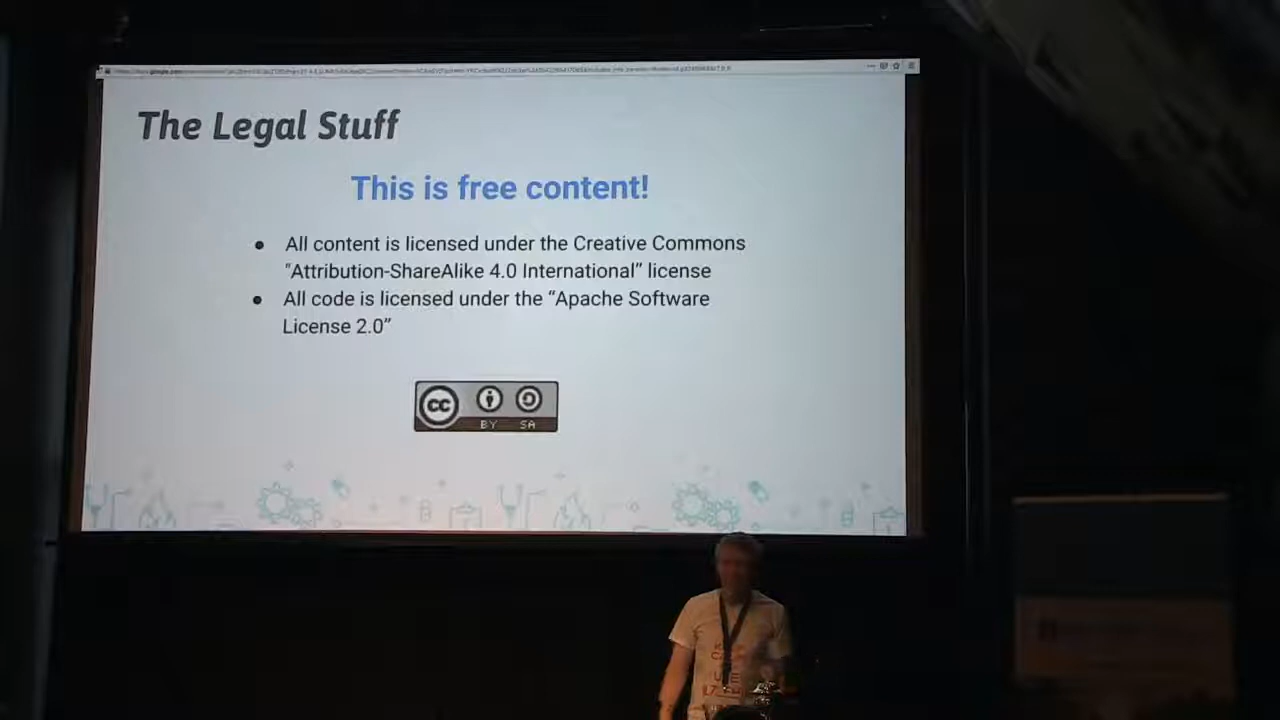 The Legal Stuff
This is free content!
● All content is licensed under the Creative Commons
"Attribution-ShareAlike 4.0 International" license
● All code is licensed under the “Apache Software
License 2.0”
cc
BY SA